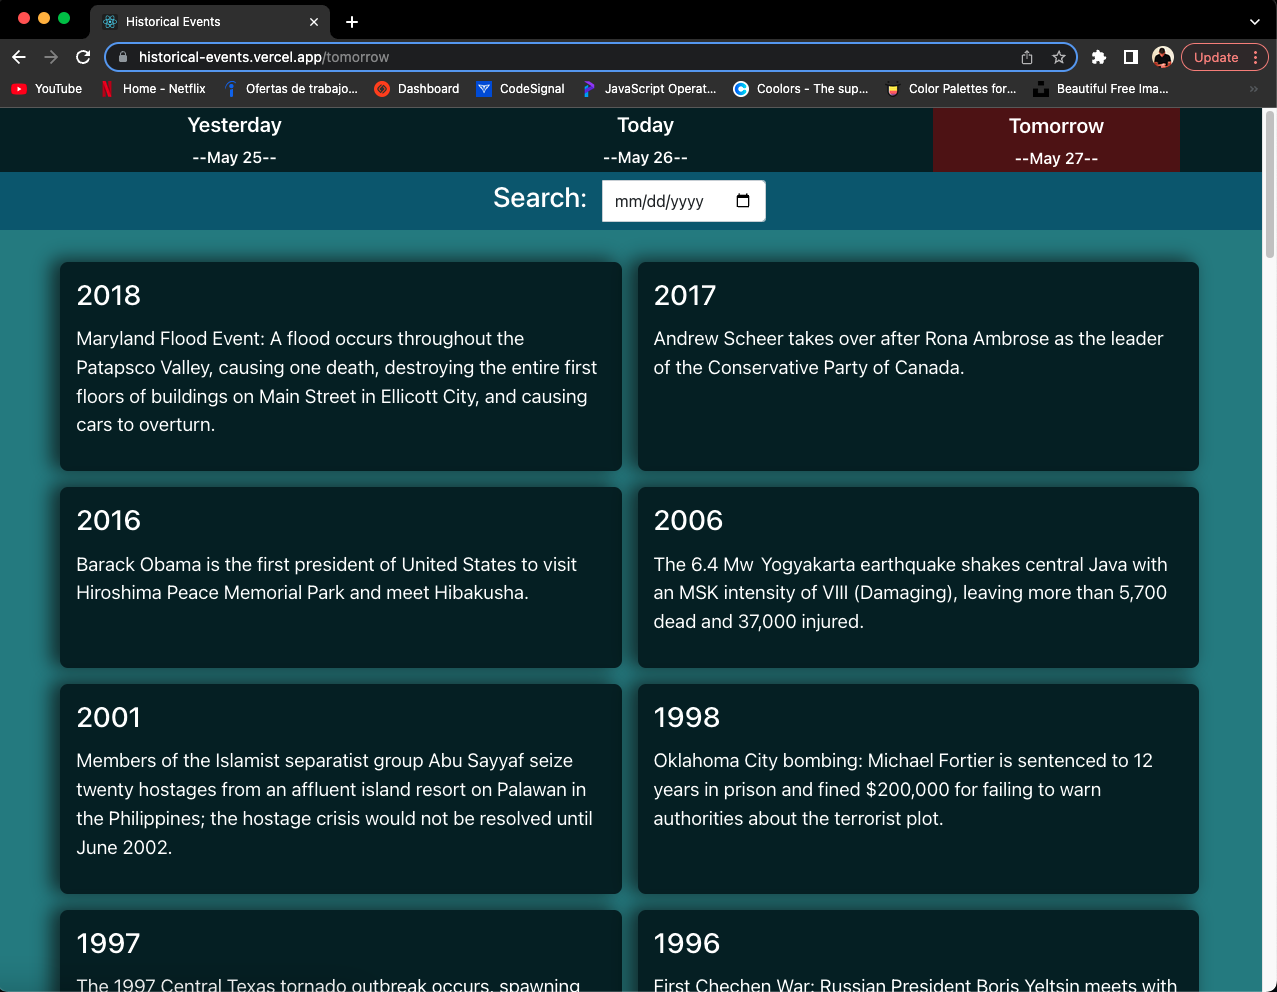 Historical Events
historical-events.vercel.app/tomorrow
Update
YouTube
Home - Netflix
Ofertas de trabajo...
Dashboard
CodeSignal
JavaScript Operat...
Coolors - The sup...
Color Palettes for...
Beautiful Free Ima...
Yesterday
--May 25--
Today
--May 26--
Tomorrow
--May 27--
Search:
mm/dd/yyyy
2018
Maryland Flood Event: A flood occurs throughout the
Patapsco Valley, causing one death, destroying the entire first
floors of buildings on Main Street in Ellicott City, and causing
cars to overturn.
2017
Andrew Scheer takes over after Rona Ambrose as the leader
of the Conservative Party of Canada.
2016
Barack Obama is the first president of United States to visit
Hiroshima Peace Memorial Park and meet Hibakusha.
2006
The 6.4 Mw Yogyakarta earthquake shakes central Java with
an MSK intensity of VIII (Damaging), leaving more than 5,700
dead and 37,000 injured.
2001
Members of the Islamist separatist group Abu Sayyaf seize
twenty hostages from an affluent island resort on Palawan in
the Philippines; the hostage crisis would not be resolved until
June 2002.
1998
Oklahoma City bombing: Michael Fortier is sentenced to 12
years in prison and fined $200,000 for failing to warn
authorities about the terrorist plot.
1997
The 1997 Central Texas tornado outbreak occurs, spawning
1996
First Chechen War: Russian President Boris Yeltsin meets with